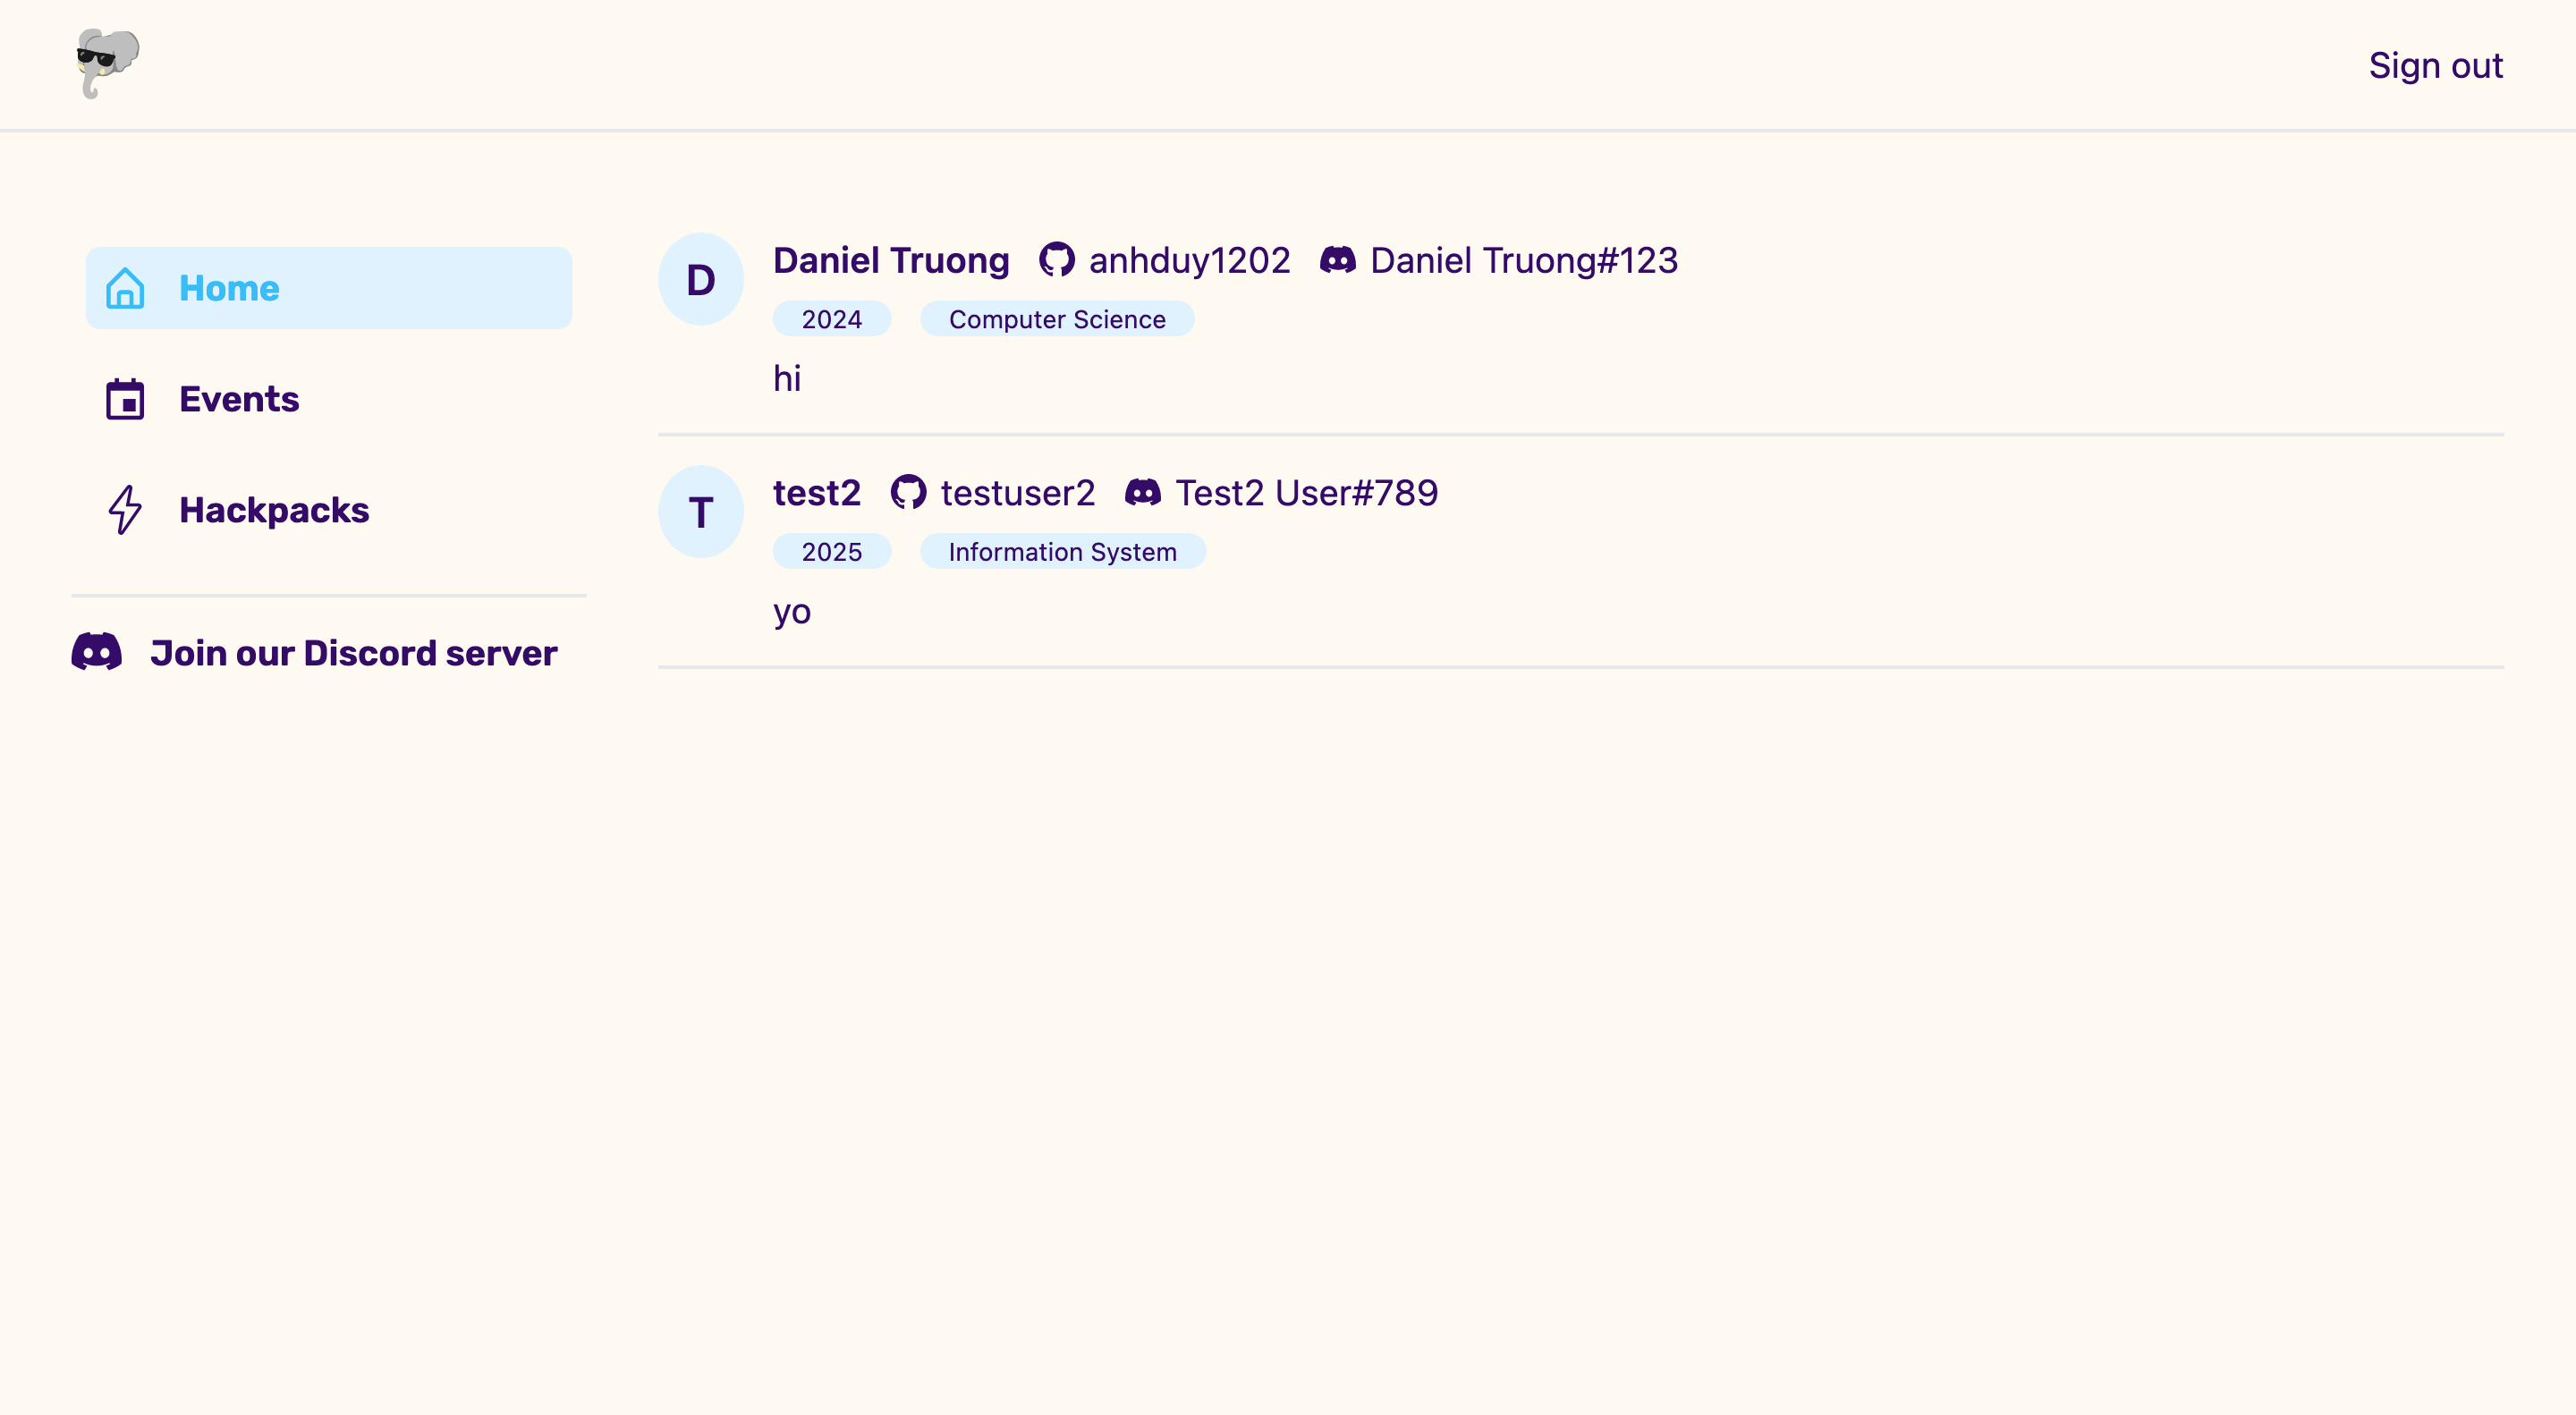 Sign out
Home
Events
Hackpacks
Join our Discord server
D
Daniel Truong anhduy1202 Daniel Truong#123
2024 Computer Science
hi
T
test2 testuser2 Test2 User#789
2025 Information System
yo